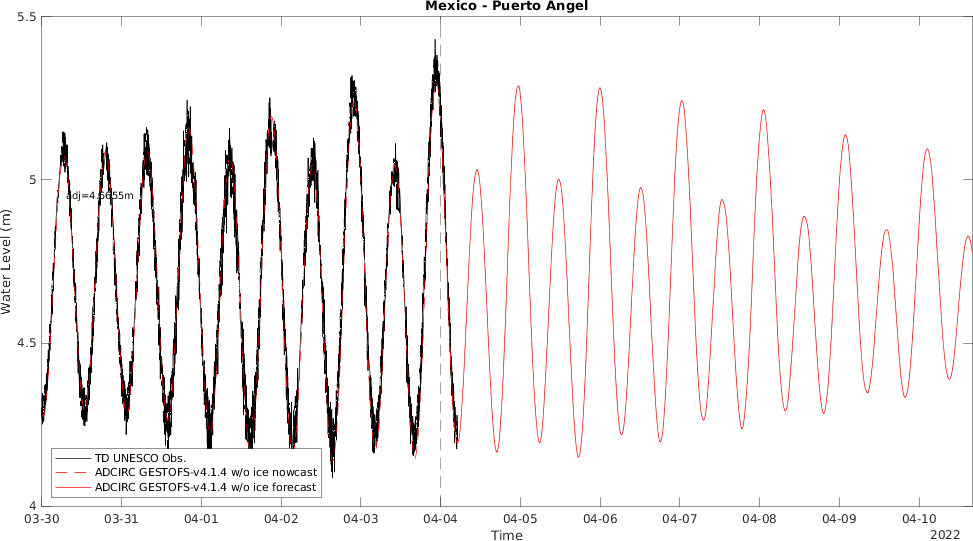 Mexico - Puerto Angel
5.5
5
4.5
4
Water Level (m)
adj=4.6655m
TD UNESCO Obs.
ADCIRC GESTOFS-v4.1.4 w/o ice nowcast
ADCIRC GESTOFS-v4.1.4 w/o ice forecast
03-30 03-31 04-01 04-02 04-03 04-04 04-05 04-06 04-07 04-08 04-09 04-10
Time 2022